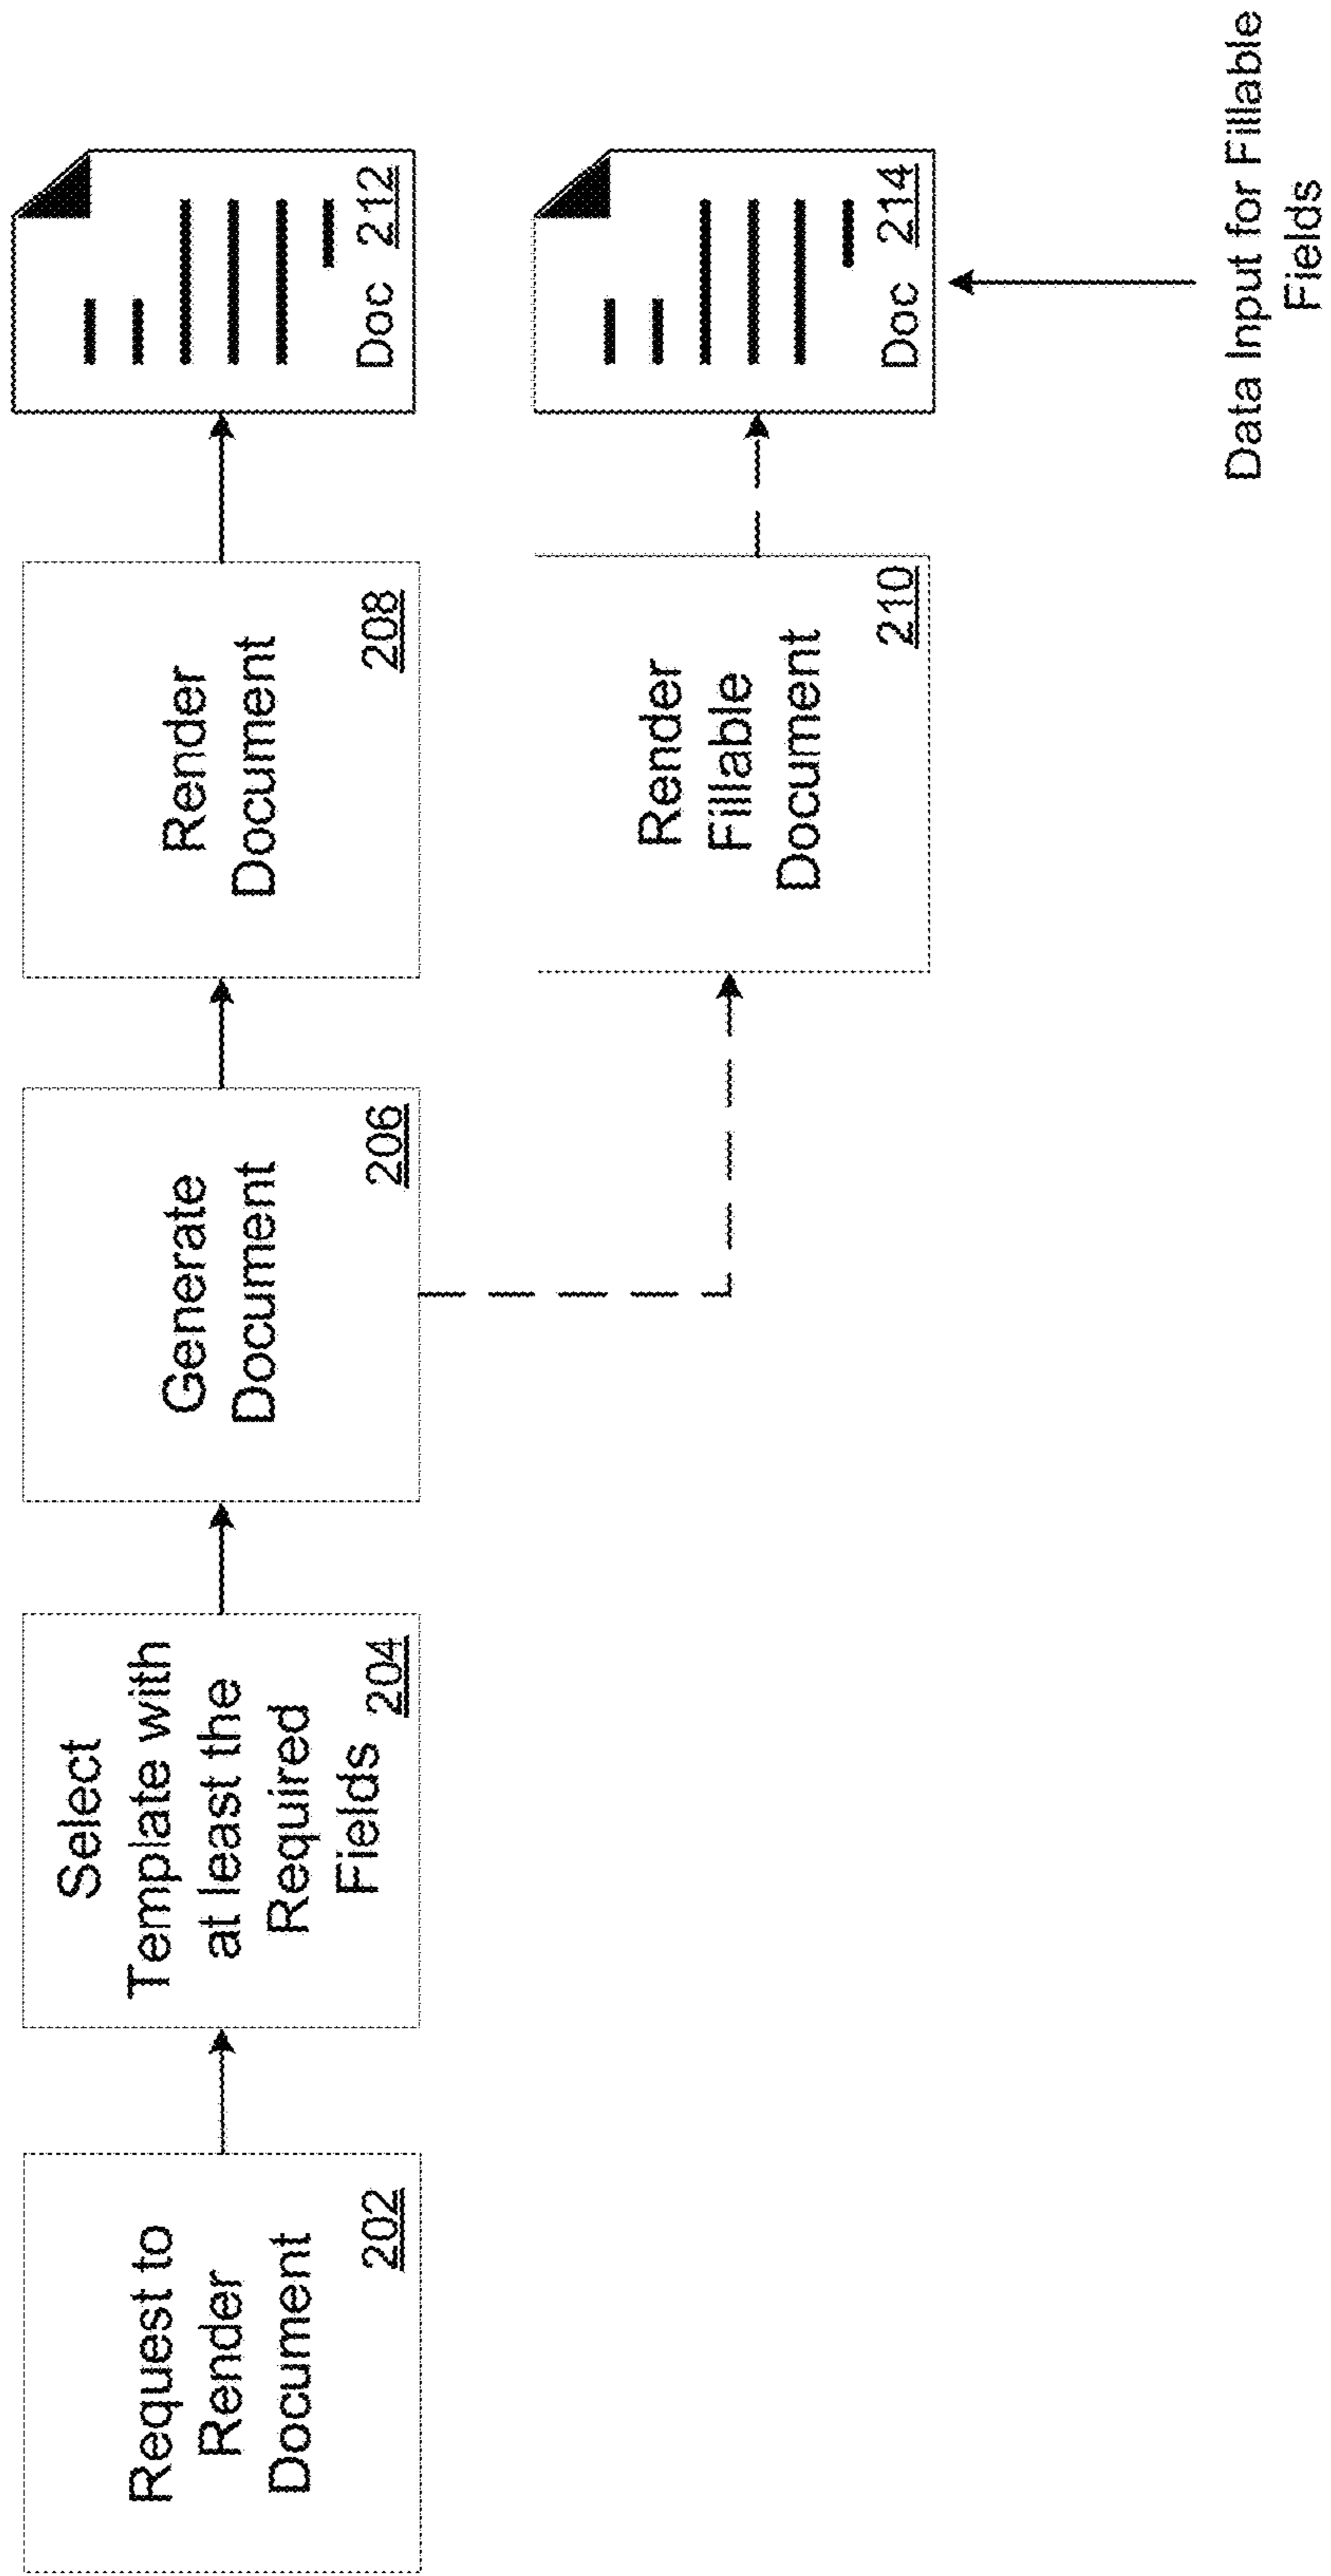 Request to
Render
Document
202
Select
Template with
at least the
Required
Fields 204
Generate
Document
206
Render
Document
208
Doc 212
Render
Fillable
Document
210
Doc 214
Data Input for Fillable
Fields